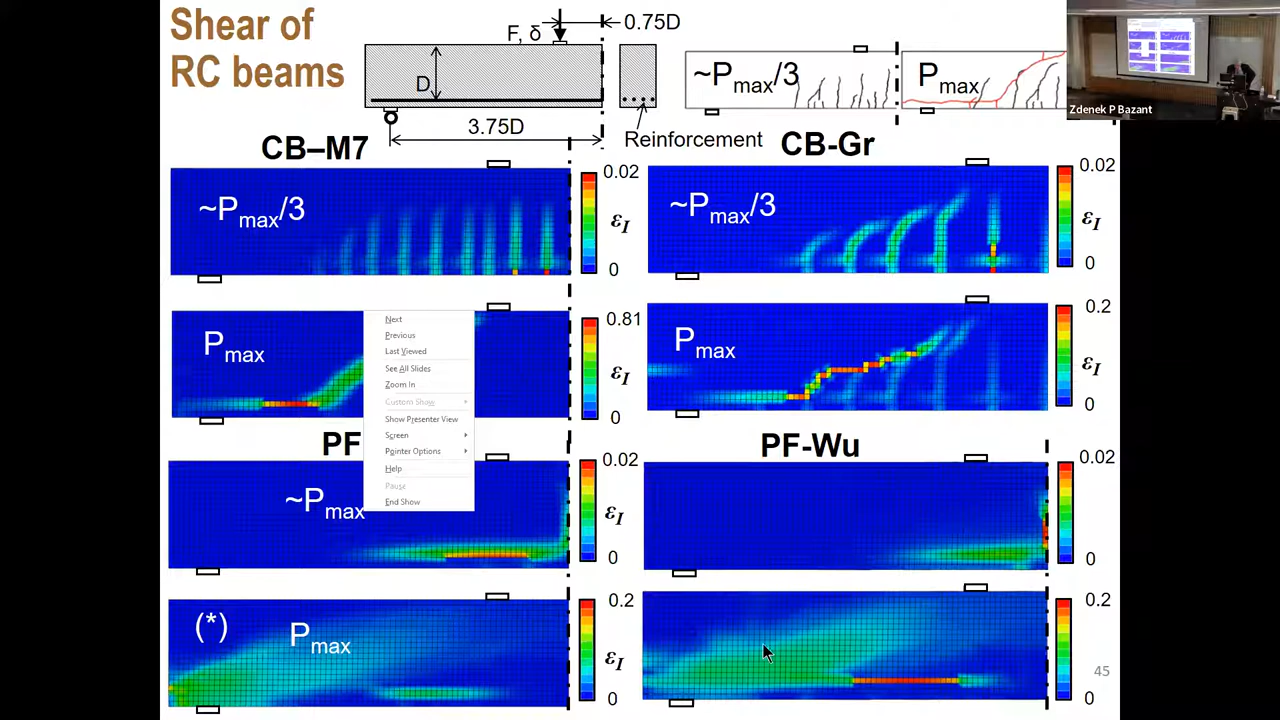 Shear of
RC beams
F, δ
0.75D
D
3.75D
Reinforcement
~Pmax/3
Pmax
Zdenek P Bazant
CB–M7
CB-Gr
~Pmax/3
0.02
εI
0
~Pmax/3
0.02
εI
0
Pmax
0.81
εI
0
Pmax
0.2
εI
0
Next
Previous
Last Viewed
See All Slides
Zoom In
Custom Show
Show Presenter View
Screen
Pointer Options
Help
Pause
End Show
PF
PF-Wu
~Pmax
0.02
εI
0
0.02
0
(*)
Pmax
0.2
εI
0
0.2
0
45